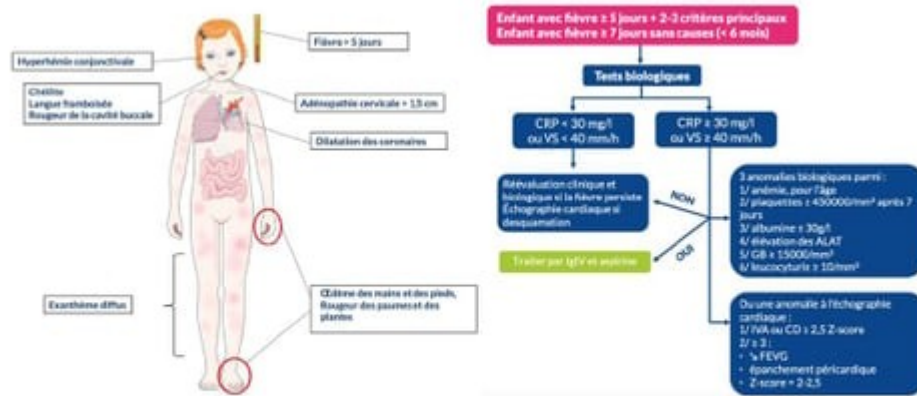 Fièvre > 5 jours
Hyperhémie conjonctivale
Chéilite
Langue framboisée
Rougeur de la cavité buccale
Adénopathie cervicale > 1,5 cm
Dilatation des coronaires
Exanthème diffus
Œdème des mains et des pieds,
Rougeur des paumes et des
plantes
Enfant avec fièvre ≥ 5 jours + 2-3 critères principaux
Enfant avec fièvre ≥ 7 jours sans causes (< 6 mois)
Tests biologiques
CRP < 30 mg/l
ou VS < 40 mm/h
CRP ≥ 30 mg/l
ou VS ≥ 40 mm/h
Réévaluation clinique et
biologique si la fièvre persiste
Échographie cardiaque si
desquamation
NON
OUI
Traiter par IgIV et aspirine
3 anomalies biologiques parmi :
1/ anémie, pour l'âge
2/ plaquettes ≥ 450000/mm³ après 7
jours
3/ albumine ≤ 30g/l
4/ élévation des ALAT
5/ GB ≥ 15000/mm³
6/ leucocyturie ≥ 10/mm³
Ou une anomalie à l'échographie
cardiaque :
1/ IVA ou CD ≥ 2,5 Z-score
2/ ≥ 3 :
• ↘ FEVG
• épanchement péricardique
• Z-score = 2-2,5